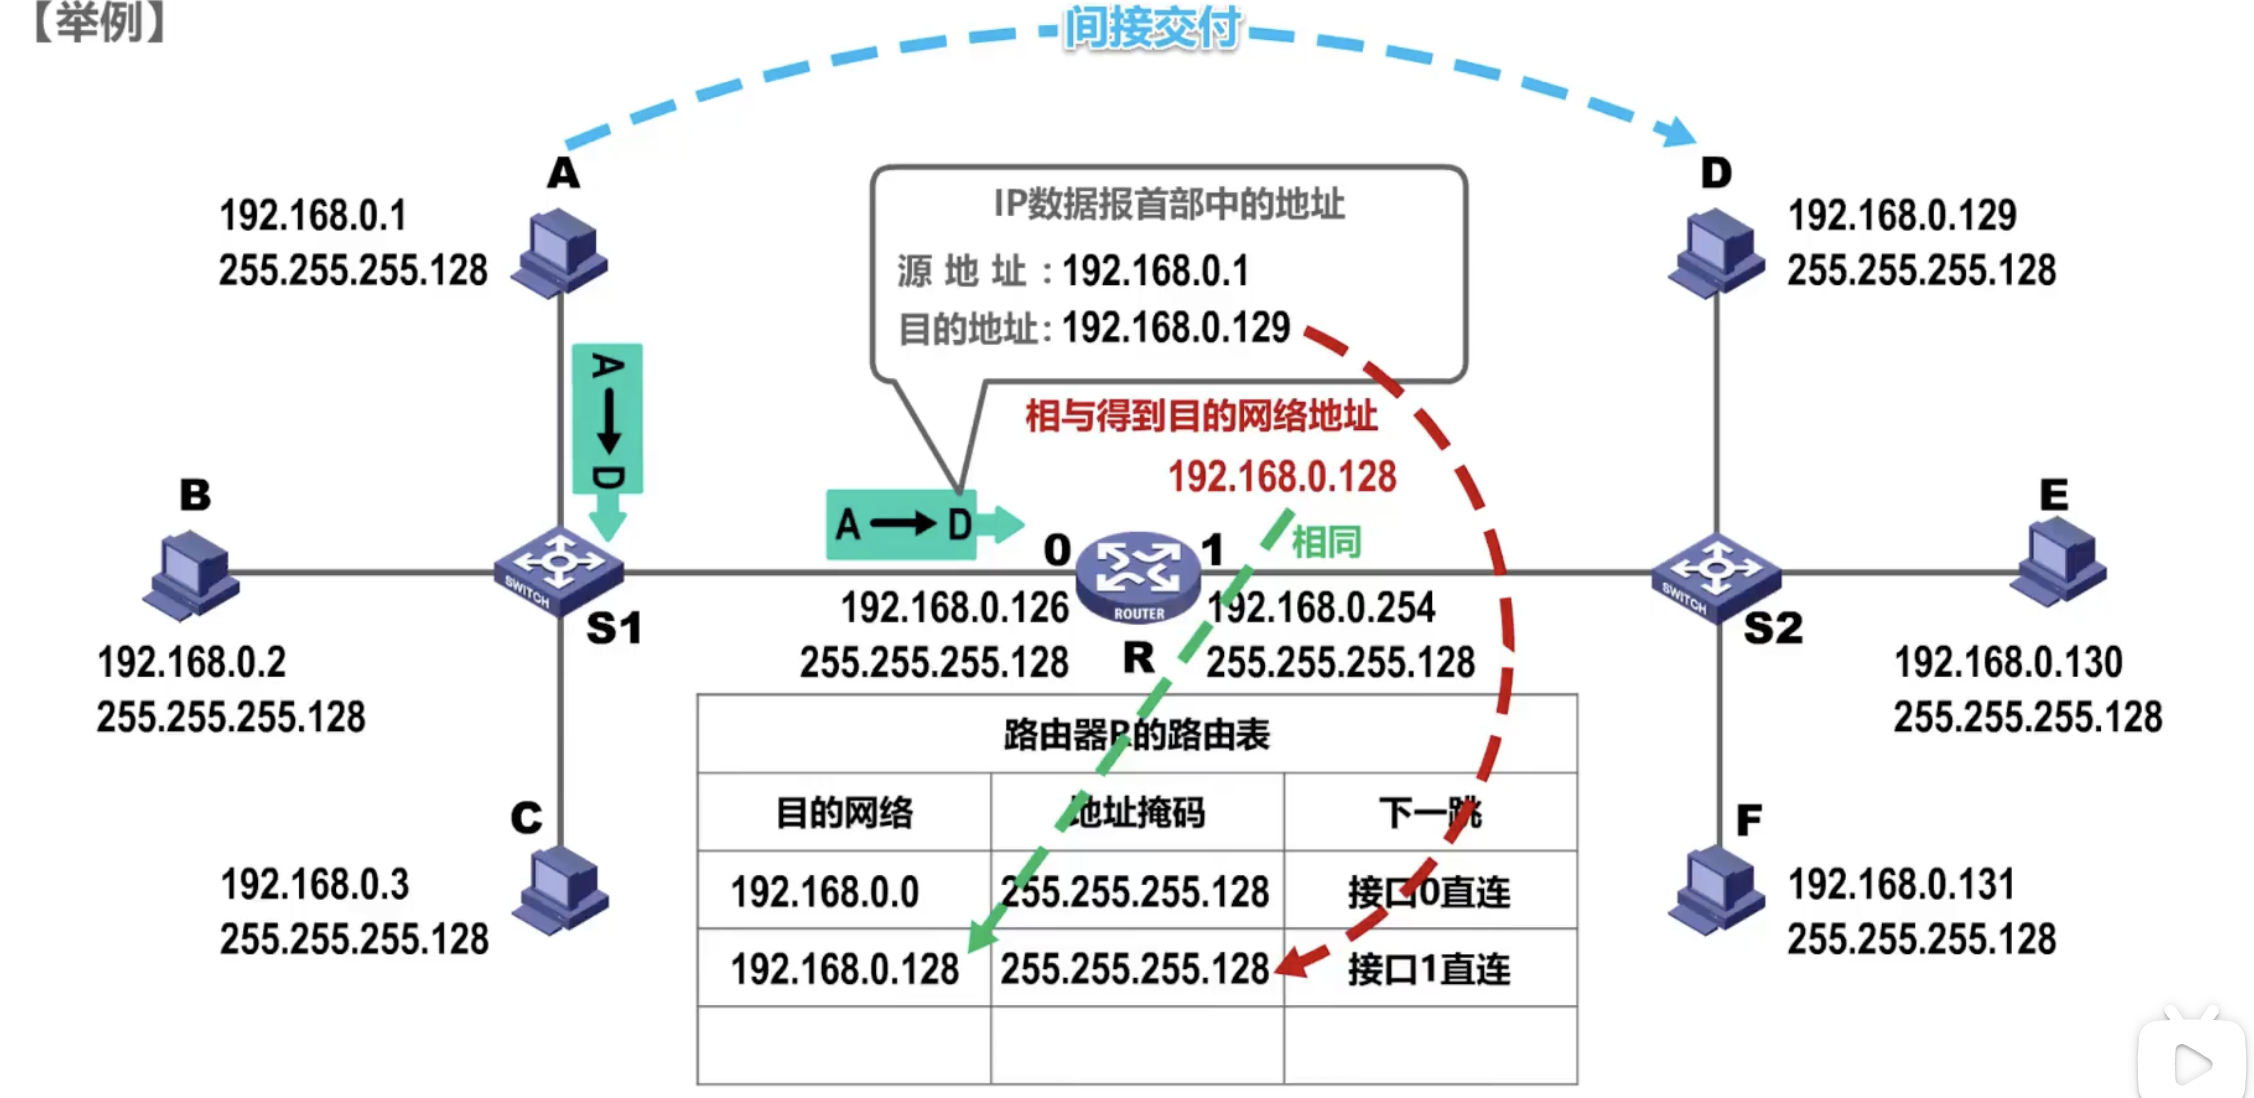 【举例】
间接交付
A
192.168.0.1
255.255.255.128
D
192.168.0.129
255.255.255.128
IP数据报首部中的地址
源地址：192.168.0.1
目的地址：192.168.0.129
相与得到目的网络地址
192.168.0.128
相同
A→D
A→D
B
192.168.0.2
255.255.255.128
SWITCH
S1
0
1
ROUTER
R
192.168.0.126
255.255.255.128
192.168.0.254
255.255.255.128
SWITCH
S2
E
192.168.0.130
255.255.255.128
C
192.168.0.3
255.255.255.128
F
192.168.0.131
255.255.255.128
路由器R的路由表
目的网络 地址掩码 下一跳
192.168.0.0 255.255.255.128 接口0直连
192.168.0.128 255.255.255.128 接口1直连